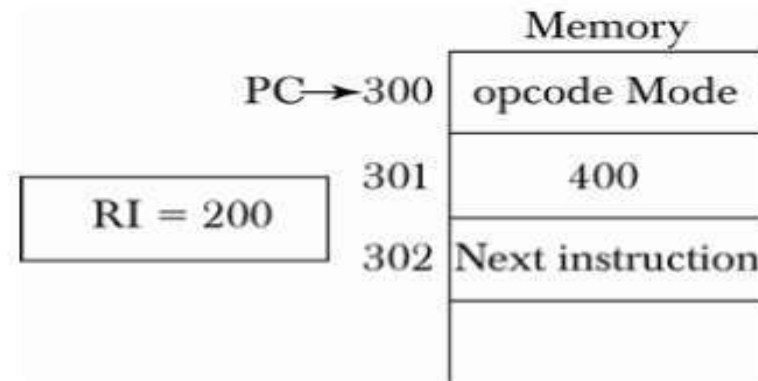 Memory
PC→300 opcode Mode
301 400
RI = 200
302 Next instruction